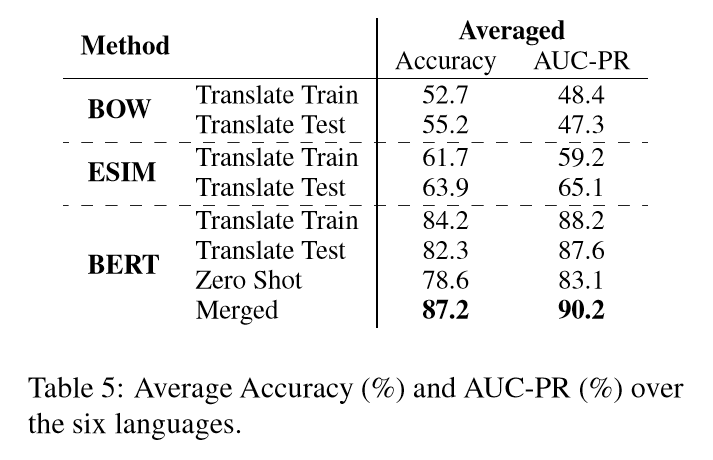 Method Averaged
Accuracy AUC-PR
BOW Translate Train 52.7 48.4
Translate Test 55.2 47.3
ESIM Translate Train 61.7 59.2
Translate Test 63.9 65.1
BERT Translate Train 84.2 88.2
Translate Test 82.3 87.6
Zero Shot 78.6 83.1
Merged 87.2 90.2
Table 5: Average Accuracy (%) and AUC-PR (%) over
the six languages.